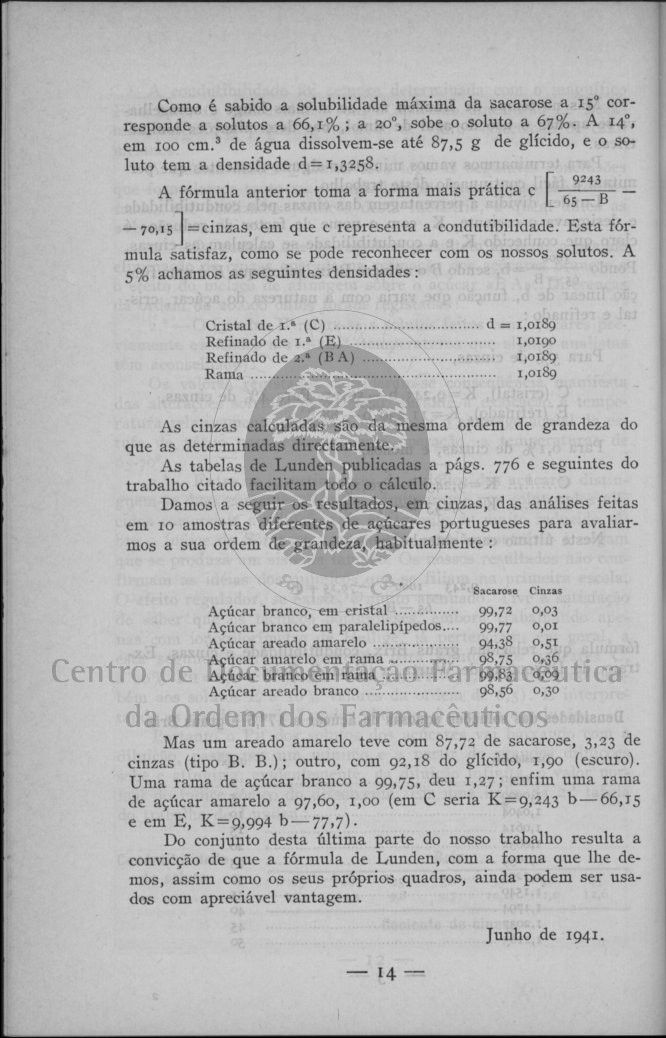 Como é sabido a solubilidade máxima da sacarose a 15° cor-
responde a solutos a 66,1%; a 20°, sobe o soluto a 67%. A 14°,
em 100 cm.³ de água dissolvem-se até 87,5 g de glícido, e o so-
luto tem a densidade d=1,3258.
A fórmula anterior toma a forma mais prática c [ 9243 / 65 — B —
— 70,15 ] =cinzas, em que c representa a condutibilidade. Esta fór-
mula satisfaz, como se pode reconhecer com os nossos solutos. A
5% achamos as seguintes densidades:
Cristal de 1.ª (C) ........ d = 1,0189
Refinado de 1.ª (E) ........ 1,0190
Refinado de 2.ª (B A) ........ 1,0189
Rama ........ 1,0189
As cinzas calculadas são da mesma ordem de grandeza do
que as determinadas directamente.
As tabelas de Lunden publicadas a págs. 776 e seguintes do
trabalho citado facilitam todo o cálculo.
Damos a seguir os resultados, em cinzas, das análises feitas
em 10 amostras diferentes de açúcares portugueses para avaliar-
mos a sua ordem de grandeza, habitualmente:
Sacarose Cinzas
Açúcar branco, em cristal ........ 99,72 0,03
Açúcar branco em paralelipípedos.... 99,77 0,01
Açúcar areado amarelo ........ 94,38 0,51
Açúcar amarelo em rama ........ 98,75 0,36
Açúcar branco em rama ........ 99,83 0,09
Açúcar areado branco ........ 98,56 0,30
Centro de Documentação Farmacêutica
da Ordem dos Farmacêuticos
Mas um areado amarelo teve com 87,72 de sacarose, 3,23 de
cinzas (tipo B. B.); outro, com 92,18 do glícido, 1,90 (escuro).
Uma rama de açúcar branco a 99,75, deu 1,27; enfim uma rama
de açúcar amarelo a 97,60, 1,00 (em C seria K=9,243 b—66,15
e em E, K=9,994 b—77,7).
Do conjunto desta última parte do nosso trabalho resulta a
convicção de que a fórmula de Lunden, com a forma que lhe de-
mos, assim como os seus próprios quadros, ainda podem ser usa-
dos com apreciável vantagem.
Junho de 1941.
— 14 —